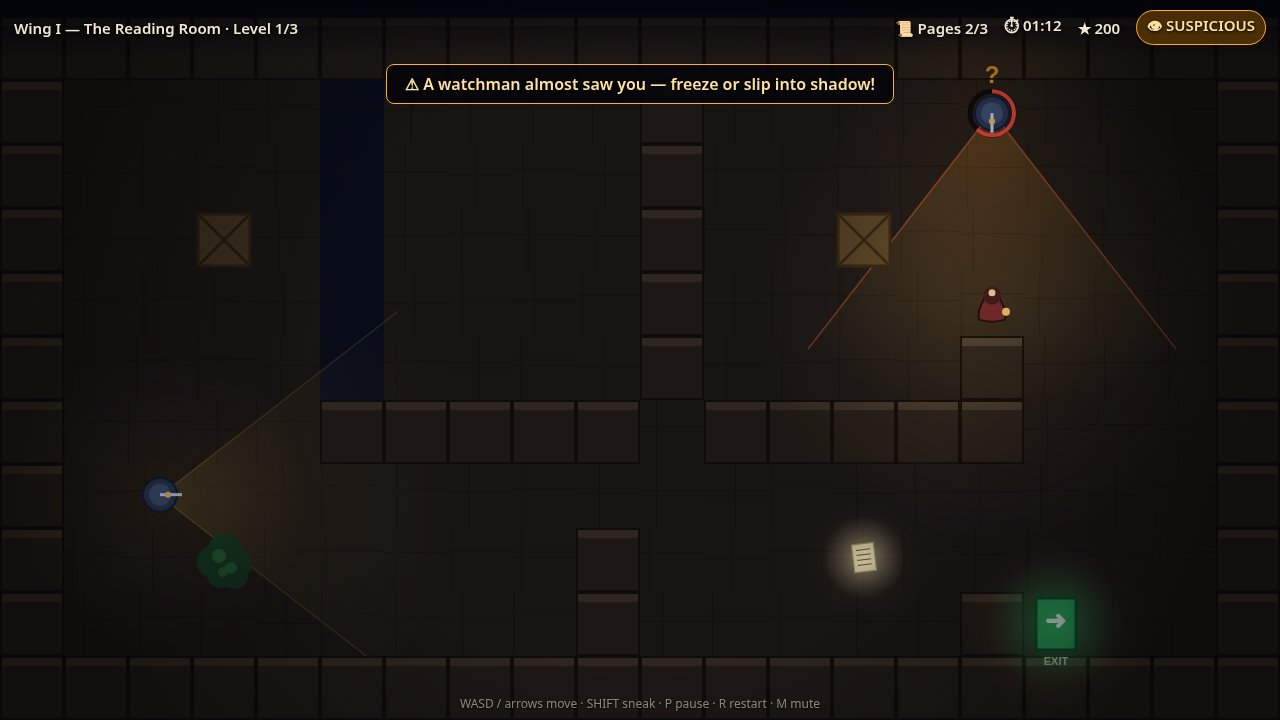 Wing I — The Reading Room · Level 1/3
📜 Pages 2/3
⏱ 01:12
★ 200
👁 SUSPICIOUS
⚠ A watchman almost saw you — freeze or slip into shadow!
?
➜
EXIT
WASD / arrows move · SHIFT sneak · P pause · R restart · M mute